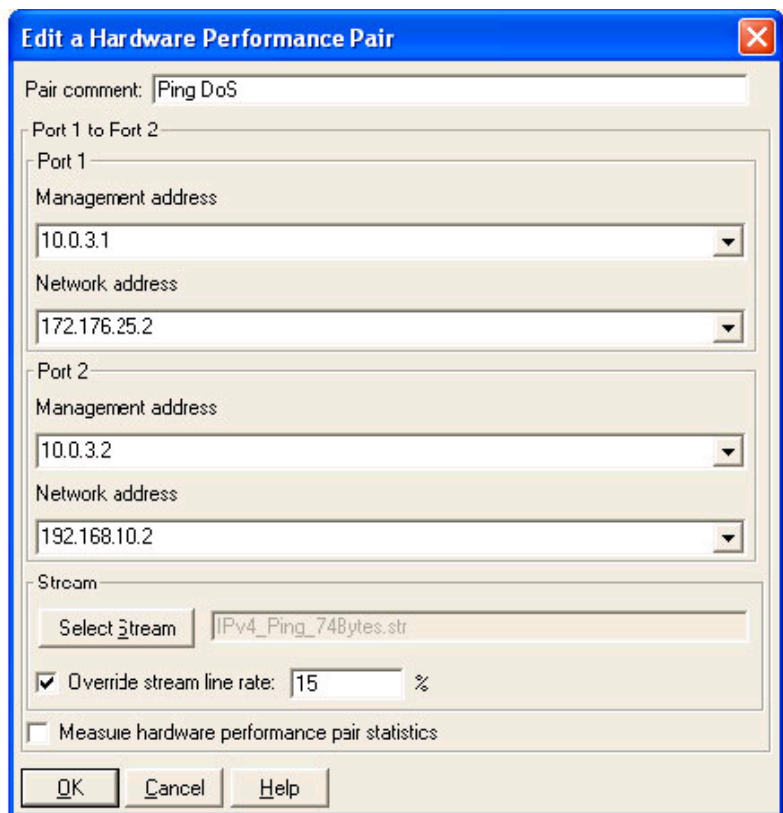 Edit a Hardware Performance Pair
Pair comment: Ping DoS
Port 1 to Port 2
Port 1
Management address
10.0.3.1
Network address
172.176.25.2
Port 2
Management address
10.0.3.2
Network address
192.168.10.2
Stream
Select Stream IPv4_Ping_74Bytes.str
Override stream line rate: 15 %
Measure hardware performance pair statistics
OK Cancel Help